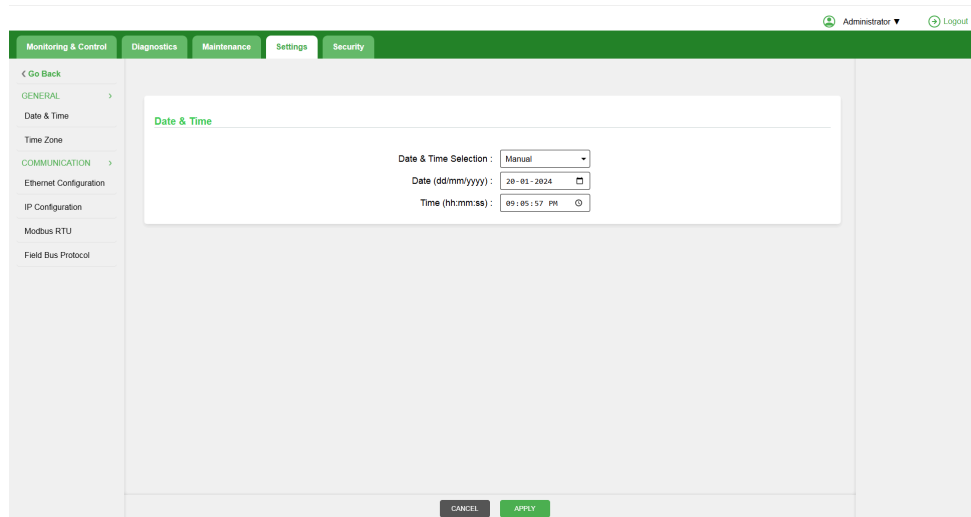 Administrator ▼ Logout
Monitoring & Control Diagnostics Maintenance Settings Security
Go Back
GENERAL
Date & Time
Time Zone
COMMUNICATION
Ethernet Configuration
IP Configuration
Modbus RTU
Field Bus Protocol
Date & Time
Date & Time Selection : Manual
Date (dd/mm/yyyy) : 20-01-2024
Time (hh:mm:ss) : 09:05:57 PM
CANCEL APPLY